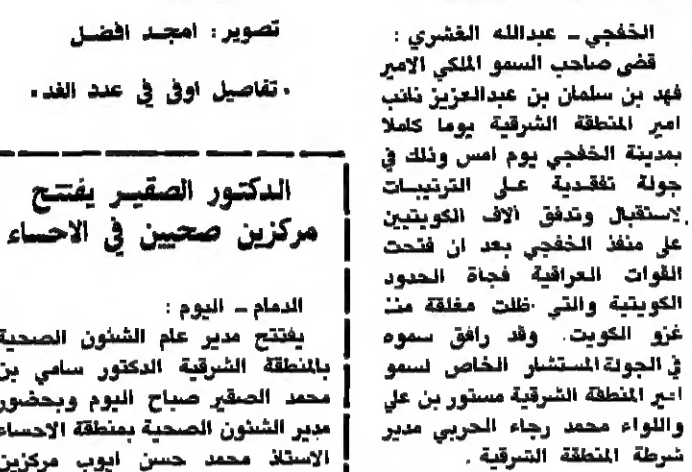 الخفجي - عبدالله الغشري :
قضى صاحب السمو الملكي الامير
فهد بن سلمان بن عبدالعزيز نائب
امير المنطقة الشرقية يوما كاملا
بمدينة الخفجي يوم امس وذلك في
جولة تفقدية على الترتيبات
لاستقبال وتدفق آلاف الكويتيين
على منفذ الخفجي بعد ان فتحت
القوات العراقية فجأة الحدود
الكويتية والتي ظلت مغلقة منذ
غزو الكويت. وقد رافق سموه
في الجولة المستشار الخاص لسمو
امير المنطقة الشرقية مستور بن علي
واللواء محمد رجاء الحربي مدير
شرطة المنطقة الشرقية .
تصوير : امجد افضل
. تفاصيل اوفى في عدد الغد .
الدكتور الصقير يفتتح
مركزين صحيين في الاحساء
الدمام - اليوم :
يفتتح مدير عام الشئون الصحية
بالمنطقة الشرقية الدكتور سامي بن
محمد الصقير صباح اليوم وبحضور
مدير الشئون الصحية بمنطقة الاحساء
الاستاذ محمد حسن ايوب مركزين